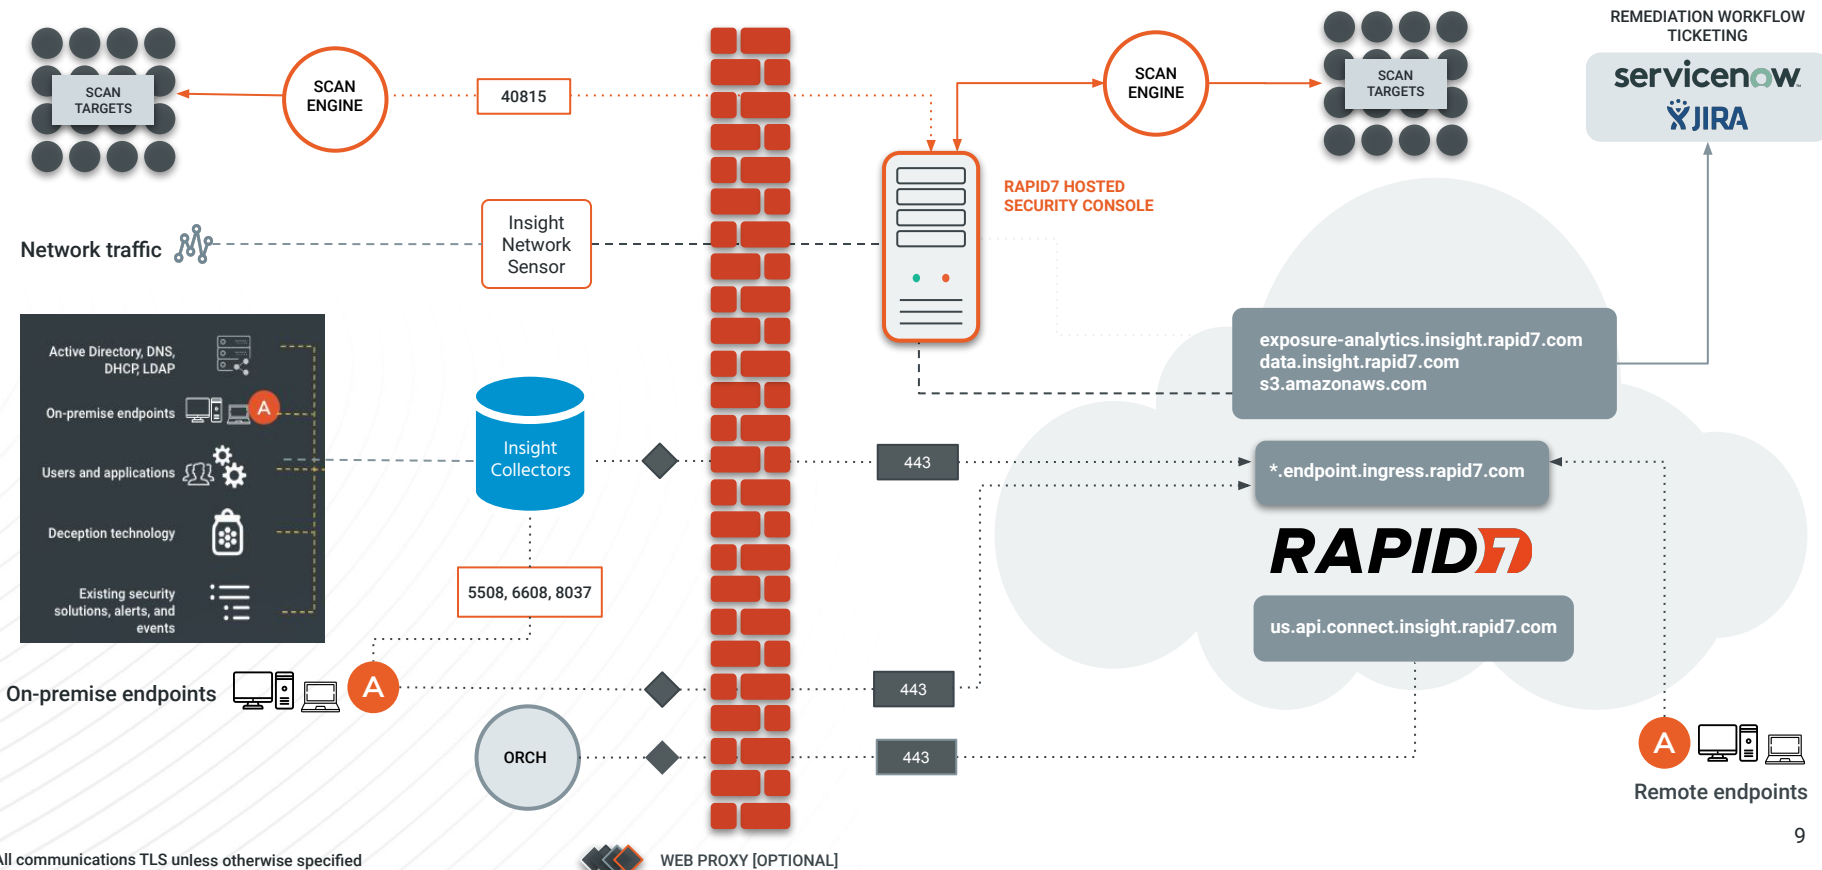 REMEDIATION WORKFLOW
TICKETING
servicenow
JIRA
SCAN
TARGETS
SCAN
ENGINE
40815
SCAN
ENGINE
SCAN
TARGETS
RAPID7 HOSTED
SECURITY CONSOLE
Network traffic
Insight
Network
Sensor
Active Directory, DNS,
DHCP, LDAP
On-premise endpoints
A
Users and applications
Deception technology
Existing security
solutions, alerts, and
events
Insight
Collectors
443
exposure-analytics.insight.rapid7.com
data.insight.rapid7.com
s3.amazonaws.com
*.endpoint.ingress.rapid7.com
RAPID7
us.api.connect.insight.rapid7.com
5508, 6608, 8037
On-premise endpoints
A
443
ORCH
443
A
Remote endpoints
9
All communications TLS unless otherwise specified
WEB PROXY [OPTIONAL]